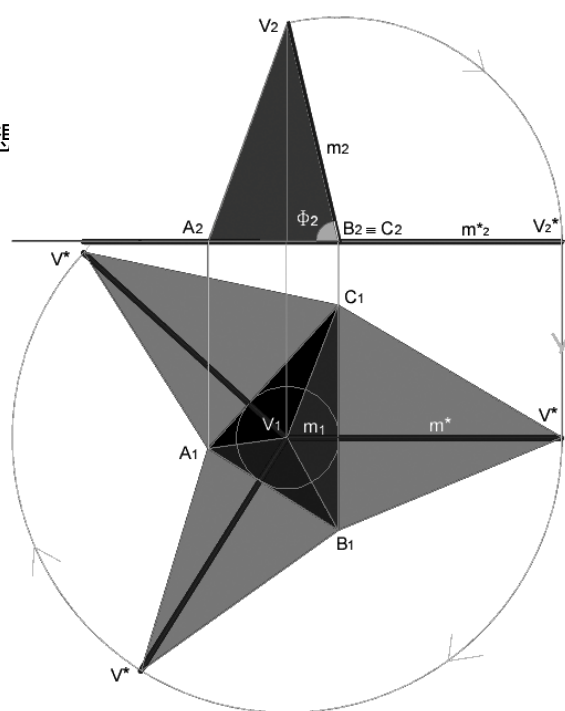 V2
m2
Φ2
A2 B2 ≡ C2 m*2 V2*
V*
C1
V1 m1 m* V*
A1
B1
V*